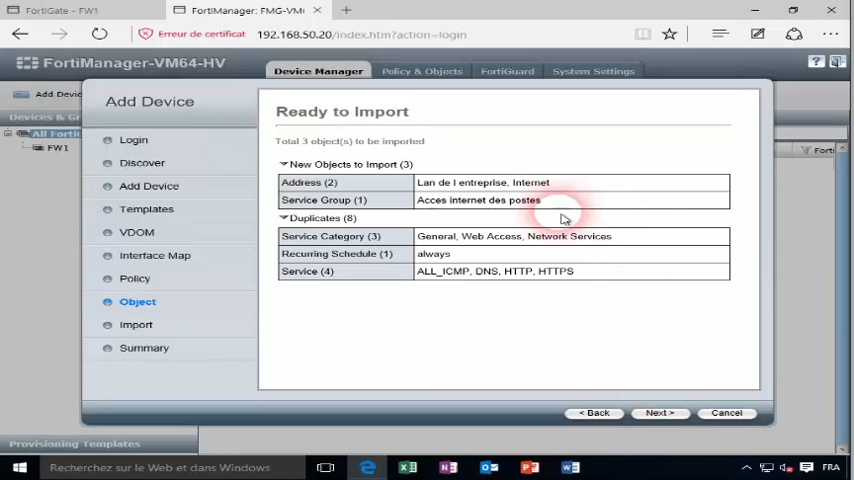 FortiGate - FW1
FortiManager: FMG-VM6
Erreur de certificat
192.168.50.20/index.htm?action=login
FortiManager-VM64-HV
Device Manager
Policy & Objects
FortiGuard
System Settings
Add Devic
Add Device
Ready to Import
Devices & Gr
All FortiG
FW1
Forti
Total 3 object(s) to be imported
Login
Discover
Add Device
Templates
VDOM
Interface Map
Policy
Object
Import
Summary
New Objects to Import (3)
Address (2) Lan de l entreprise, Internet
Service Group (1) Acces internet des postes
Duplicates (8)
Service Category (3) General, Web Access, Network Services
Recurring Schedule (1) always
Service (4) ALL_ICMP, DNS, HTTP, HTTPS
< Back
Next >
Cancel
Provisioning Templates
Recherchez sur le Web et dans Windows
FRA